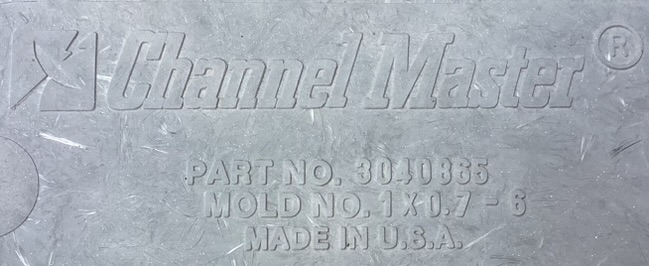 Channel Master ®
PART NO. 3040865
MOLD NO. 1 X 0.7 - 6
MADE IN U.S.A.